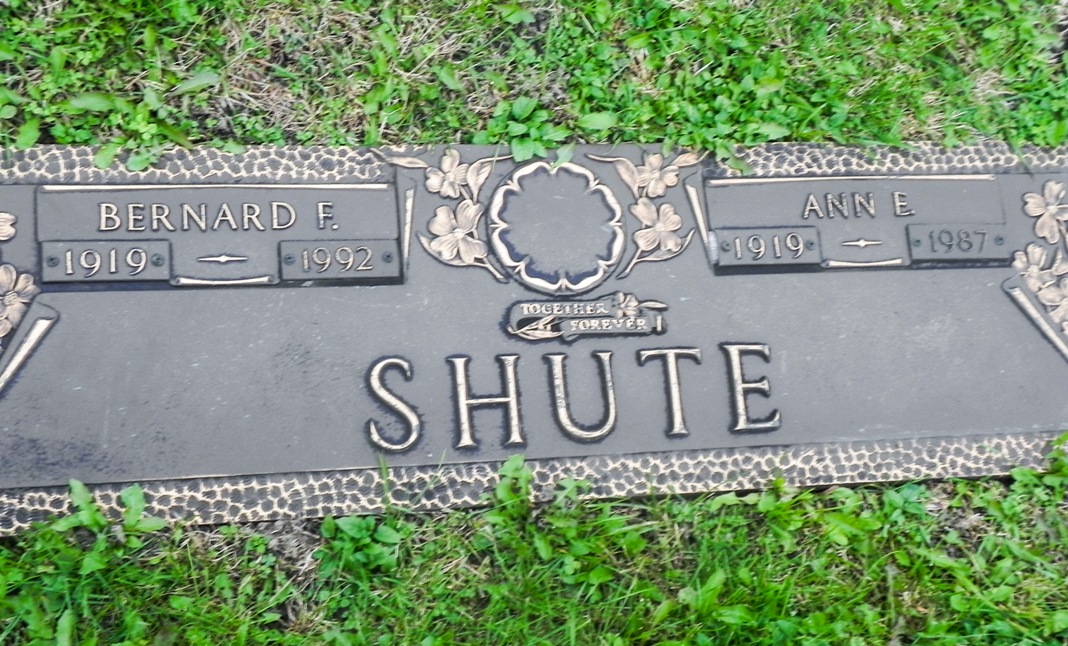 BERNARD F.
1919 1992
ANN E.
1919 1987
TOGETHER
FOREVER
SHUTE